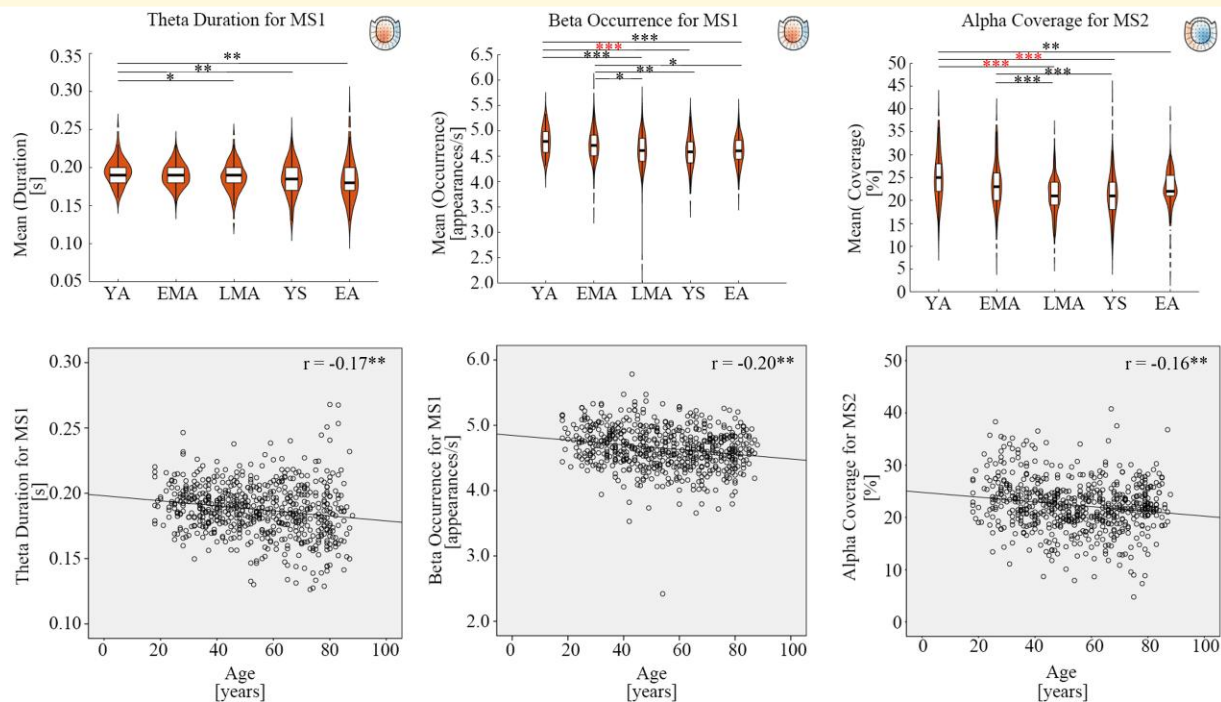 Theta Duration for MS1
Mean (Duration)
[s]
0.35
0.30
0.25
0.20
0.15
0.10
0.05
**
**
*
YA EMA LMA YS EA
Beta Occurrence for MS1
Mean (Occurrence)
[appearances/s]
6.5
6.0
5.5
5.0
4.5
4.0
3.5
3.0
2.5
2.0
***
***
***
*
**
*
YA EMA LMA YS EA
Alpha Coverage for MS2
Mean( Coverage)
[%]
50
45
40
35
30
25
20
15
10
5
0
**
***
***
***
***
YA EMA LMA YS EA
Theta Duration for MS1
[s]
0.30
0.25
0.20
0.15
0.10
r = -0.17**
0 20 40 60 80 100
Age
[years]
Beta Occurrence for MS1
[appearances/s]
6.0
5.0
4.0
3.0
2.0
r = -0.20**
0 20 40 60 80 100
Age
[years]
Alpha Coverage for MS2
[%]
50
40
30
20
10
0
r = -0.16**
0 20 40 60 80 100
Age
[years]